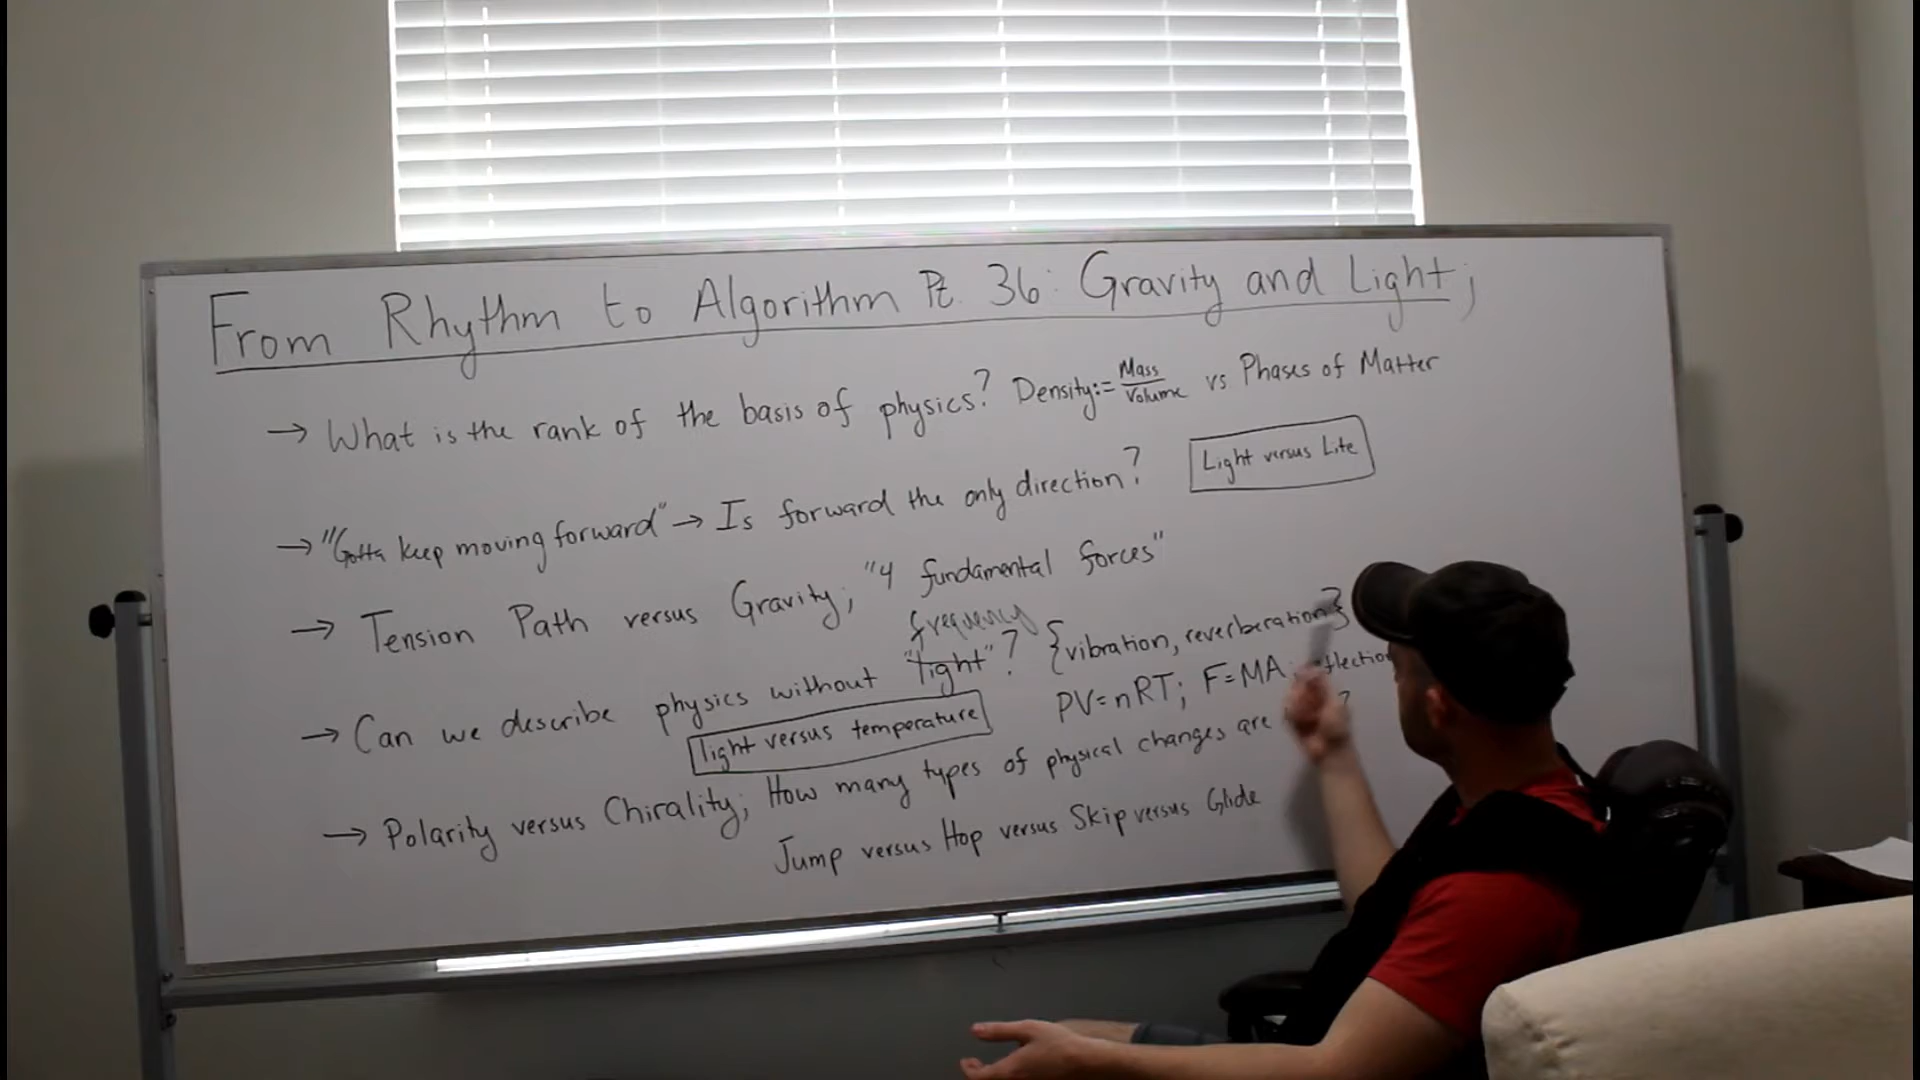 From Rhythm to Algorithm Pt. 36: Gravity and Light;
→ What is the rank of the basis of physics? Density:= Mass/Volume vs Phases of Matter
→ "Gotta keep moving forward" → Is forward the only direction? Light versus Lite
→ Tension Path versus Gravity; "4 fundamental forces"
frequency
→ Can we describe physics without "light"? {vibration, reverberation}
light versus temperature PV=nRT; F=MA;
→ Polarity versus Chirality; How many types of physical changes are ?
Jump versus Hop versus Skip versus Glide